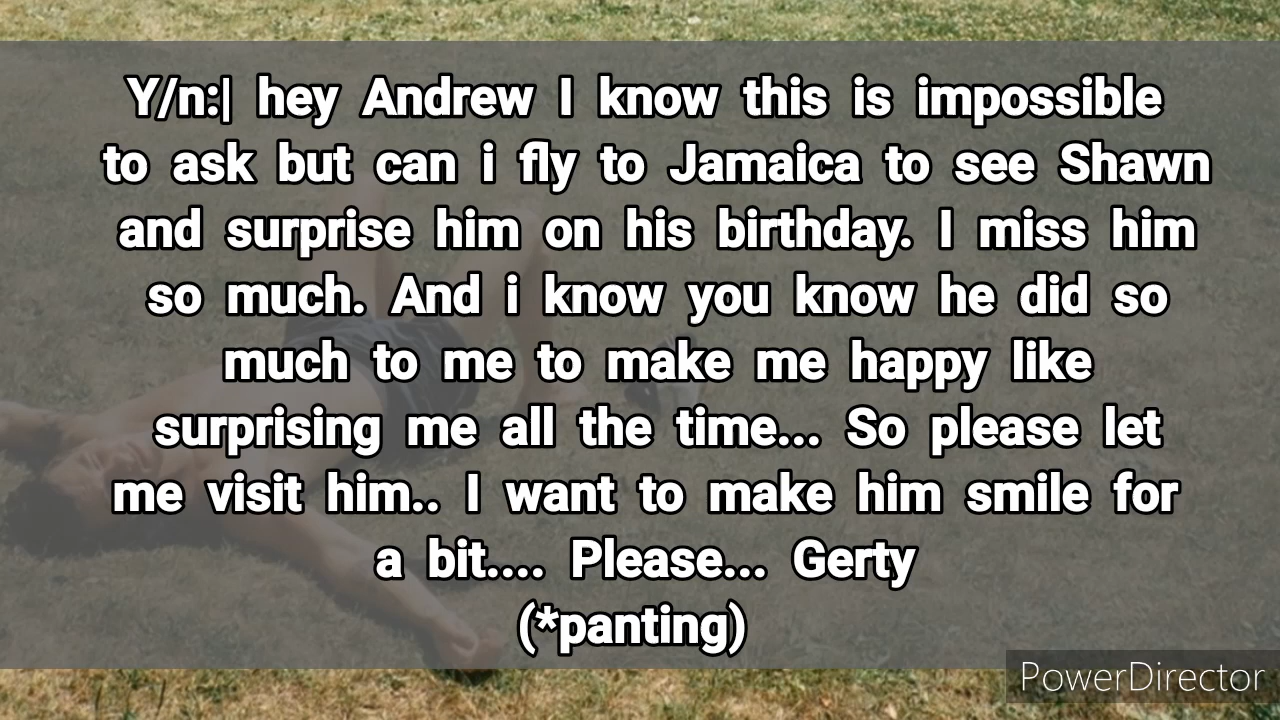 Y/n:| hey Andrew I know this is impossible
to ask but can i fly to Jamaica to see Shawn
and surprise him on his birthday. I miss him
so much. And i know you know he did so
much to me to make me happy like
surprising me all the time... So please let
me visit him.. I want to make him smile for
a bit.... Please... Gerty
(*panting)
PowerDirector